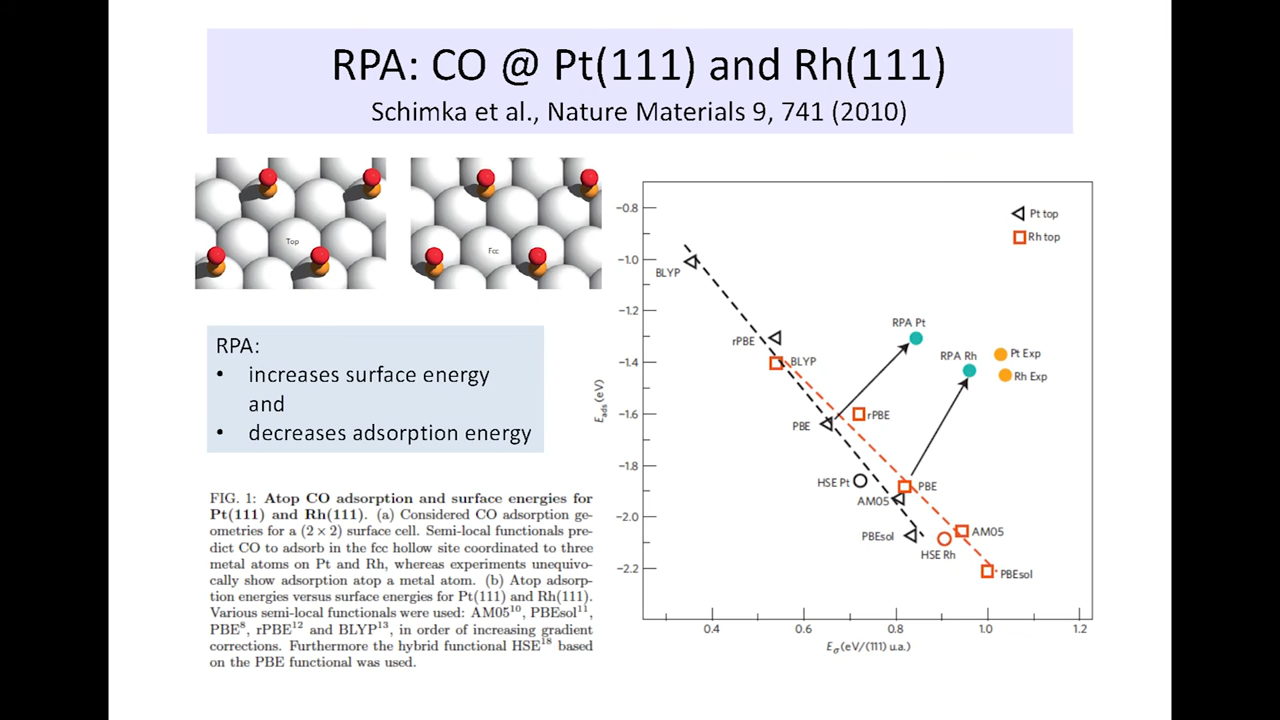 RPA: CO @ Pt(111) and Rh(111)
Schimka et al., Nature Materials 9, 741 (2010)
Top
Fcc
RPA:
• increases surface energy
and
• decreases adsorption energy
FIG. 1: Atop CO adsorption and surface energies for
Pt(111) and Rh(111). (a) Considered CO adsorption ge-
ometries for a (2 × 2) surface cell. Semi-local functionals pre-
dict CO to adsorb in the fcc hollow site coordinated to three
metal atoms on Pt and Rh, whereas experiments unequivo-
cally show adsorption atop a metal atom. (b) Atop adsorp-
tion energies versus surface energies for Pt(111) and Rh(111).
Various semi-local functionals were used: AM05¹⁰, PBEsol¹¹,
PBE⁸, rPBE¹² and BLYP¹³, in order of increasing gradient
corrections. Furthermore the hybrid functional HSE¹⁸ based
on the PBE functional was used.
Pt top
Rh top
−0.8
−1.0
−1.2
−1.4
−1.6
−1.8
−2.0
−2.2
E_ads (eV)
BLYP
rPBE
BLYP
RPA Pt
RPA Rh
Pt Exp
Rh Exp
PBE
rPBE
HSE Pt
PBE
AM05
PBEsol
HSE Rh
AM05
PBEsol
0.4
0.6
0.8
1.0
1.2
E_σ (eV/(111) u.a.)